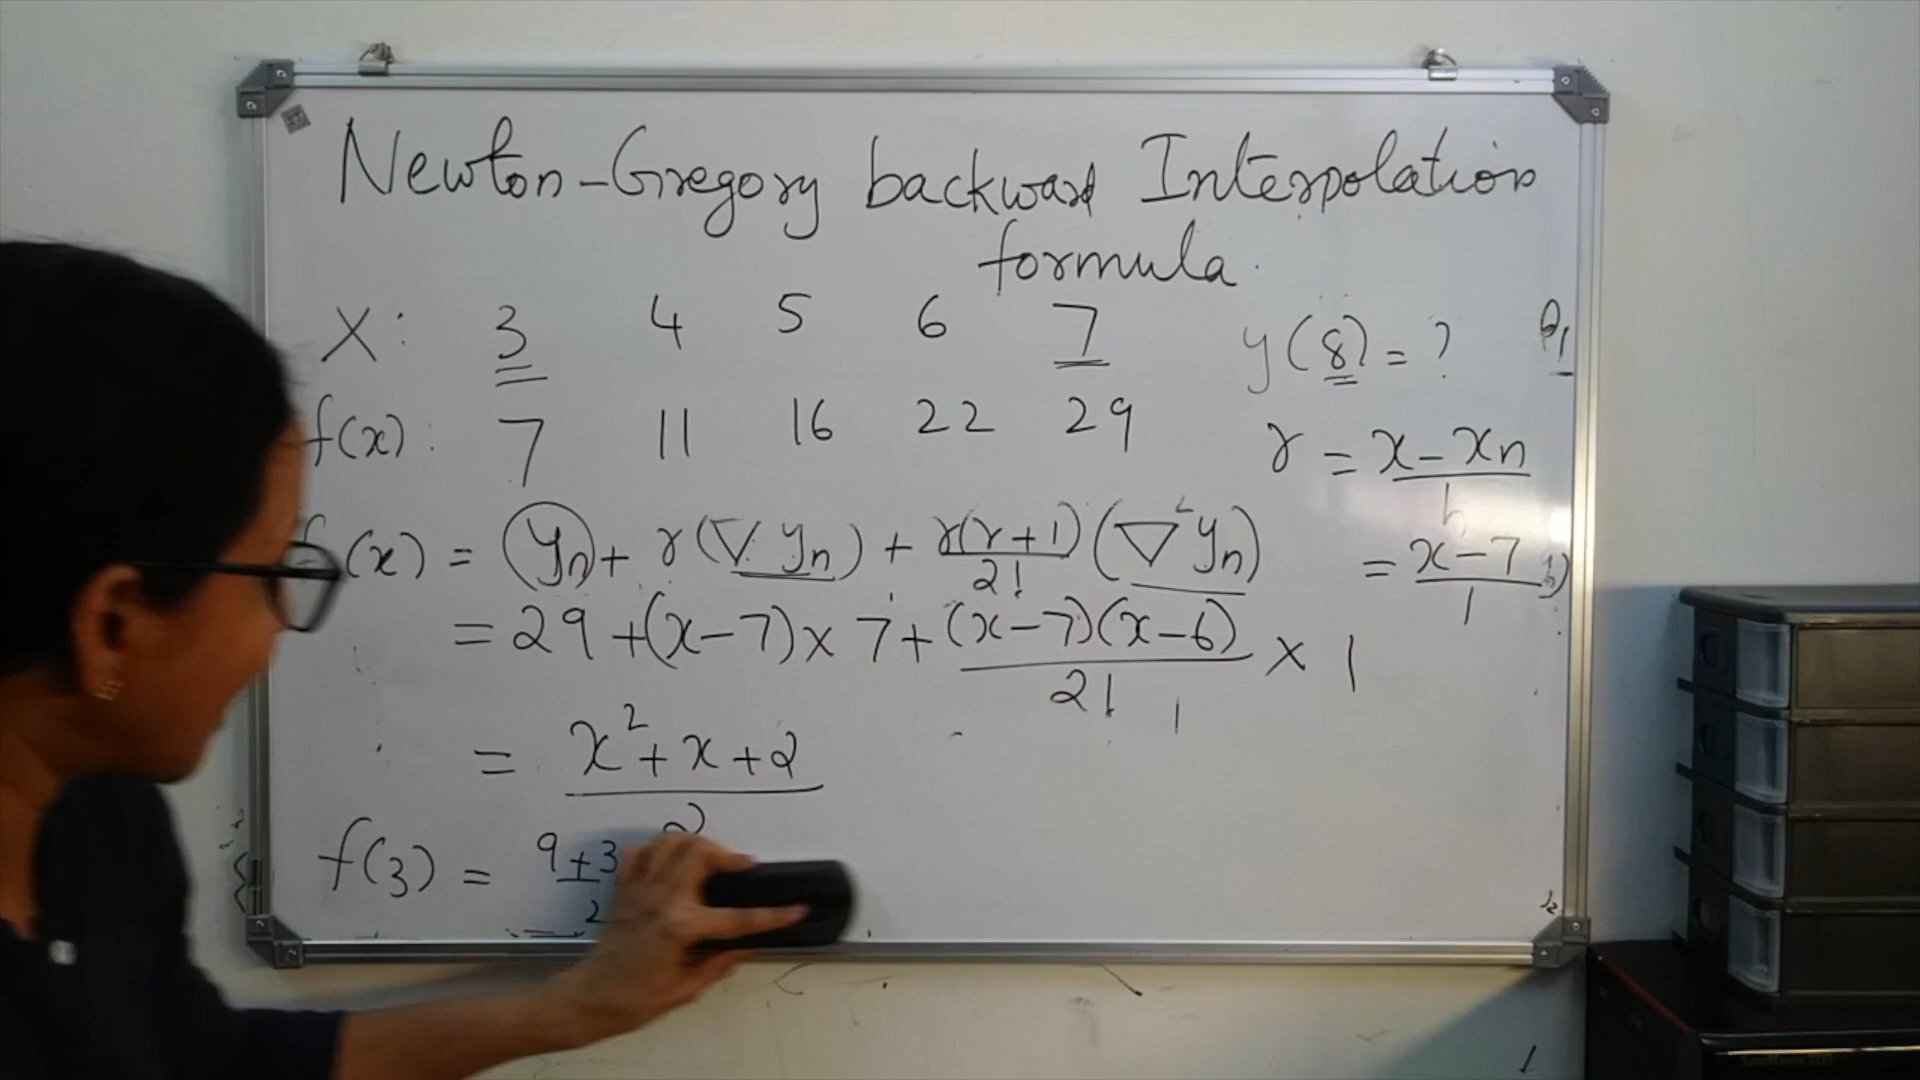 Newton-Gregory backward Interpolation
formula.
X: 3 4 5 6 7 y(8) = ?
f(x): 7 11 16 22 29 r = x - xn / h
f(x) = yn + r(∇yn) + r(r+1)/2! (∇²yn) = x-7 / 1
= 29 + (x-7) × 7 + (x-7)(x-6)/2! × 1
= x² + x + 2 / 2
f(3) = 9+3 / 2